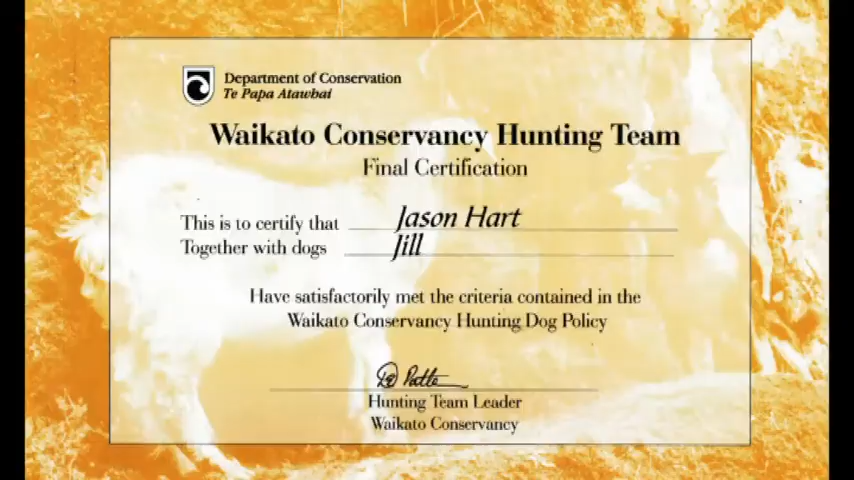 Department of Conservation
Te Papa Atawhai
Waikato Conservancy Hunting Team
Final Certification
This is to certify that Jason Hart
Together with dogs Jill
Have satisfactorily met the criteria contained in the
Waikato Conservancy Hunting Dog Policy
Hunting Team Leader
Waikato Conservancy